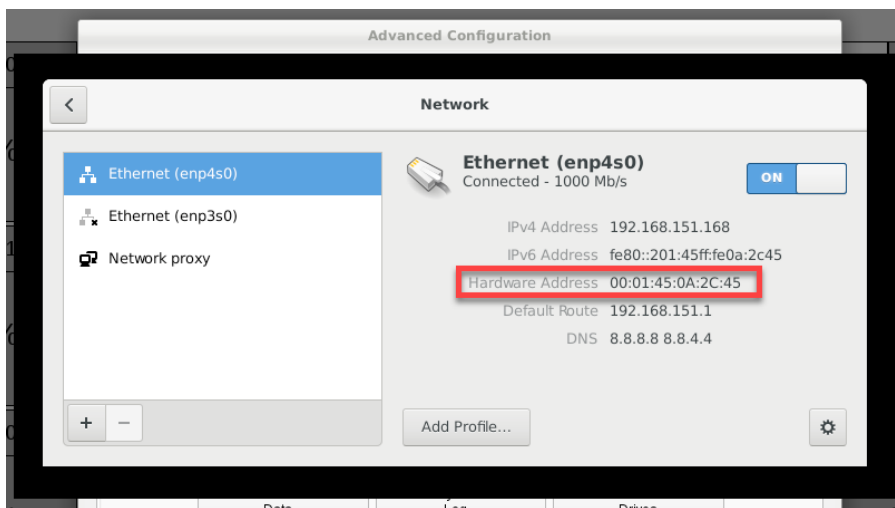 Advanced Configuration
Network
Ethernet (enp4s0)
Ethernet (enp3s0)
Network proxy
Ethernet (enp4s0)
Connected - 1000 Mb/s
ON
IPv4 Address 192.168.151.168
IPv6 Address fe80::201:45ff:fe0a:2c45
Hardware Address 00:01:45:0A:2C:45
Default Route 192.168.151.1
DNS 8.8.8.8 8.8.4.4
+ −
Add Profile...